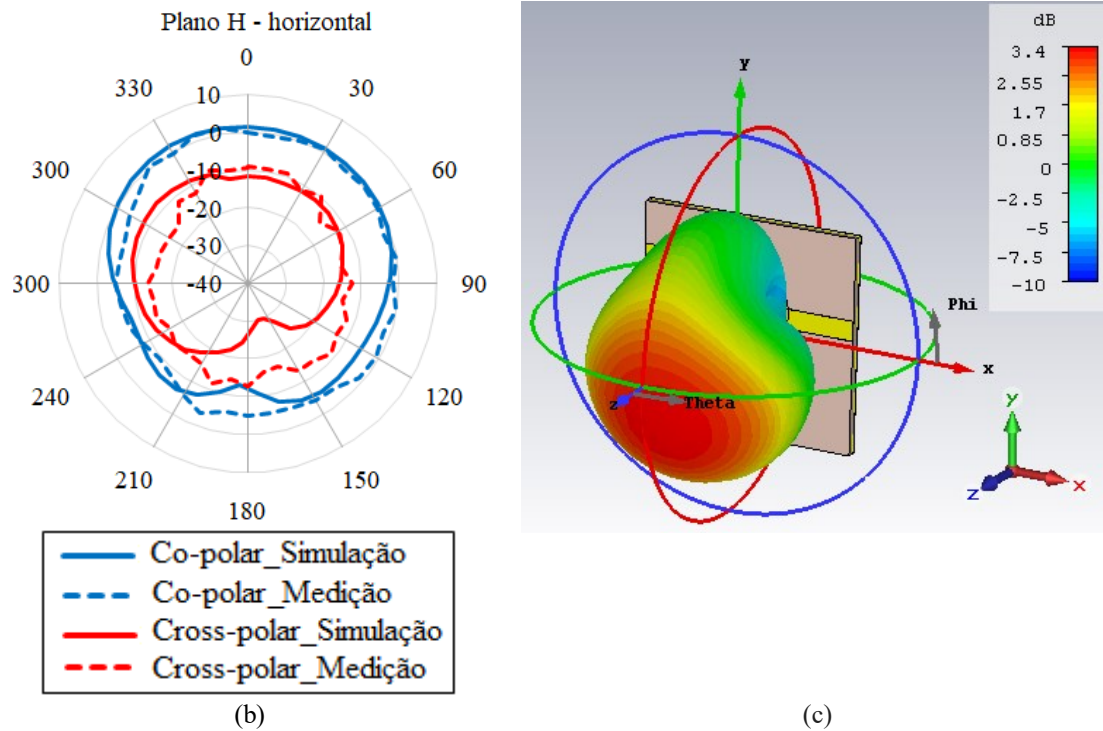 Plano H - horizontal
0
330
30
10
0
-10
-20
-30
-40
300
60
300
90
240
120
210
150
180
Co-polar_Simulação
Co-polar_Medição
Cross-polar_Simulação
Cross-polar_Medição
(b)
dB
3.4
2.55
1.7
0.85
0
-2.5
-5
-7.5
-10
y
Phi
x
z
Theta
y
z
x
(c)